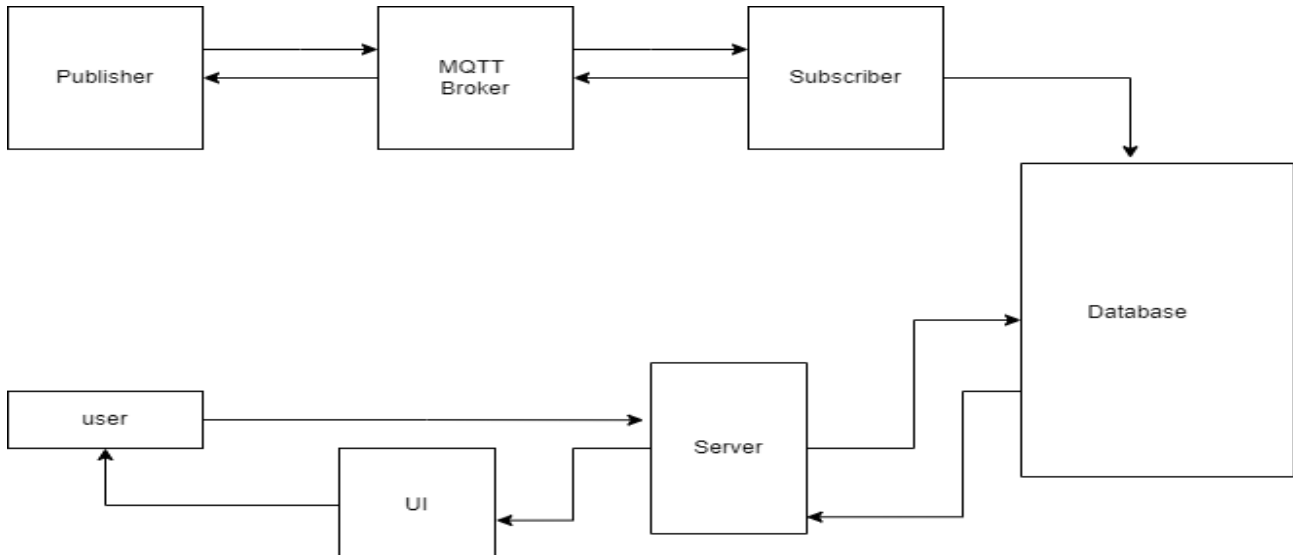 Publisher
MQTT
Broker
Subscriber
Database
user
Server
UI